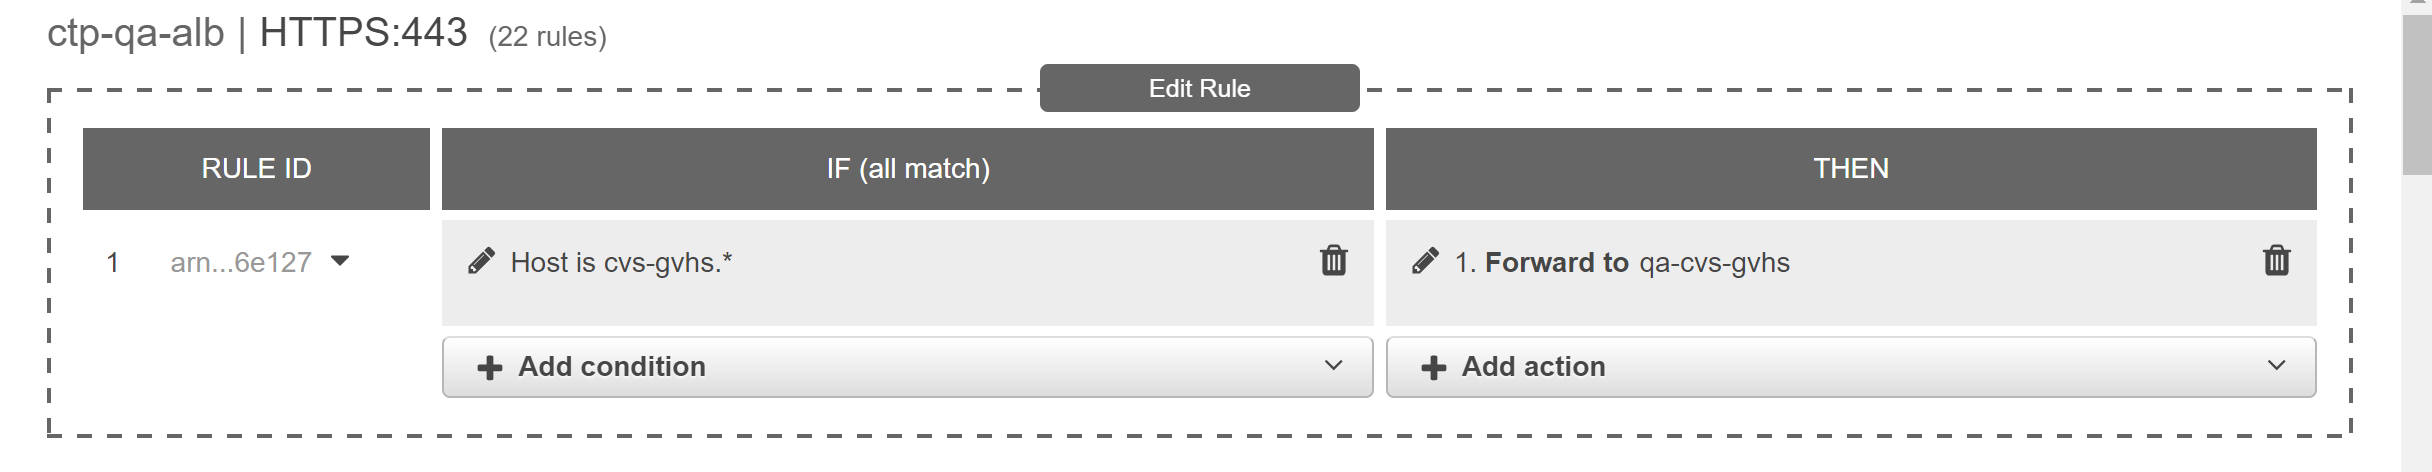 ctp-qa-alb | HTTPS:443 (22 rules)
Edit Rule
RULE ID
IF (all match)
THEN
1 arn...6e127
Host is cvs-gvhs.*
1. Forward to qa-cvs-gvhs
Add condition
Add action